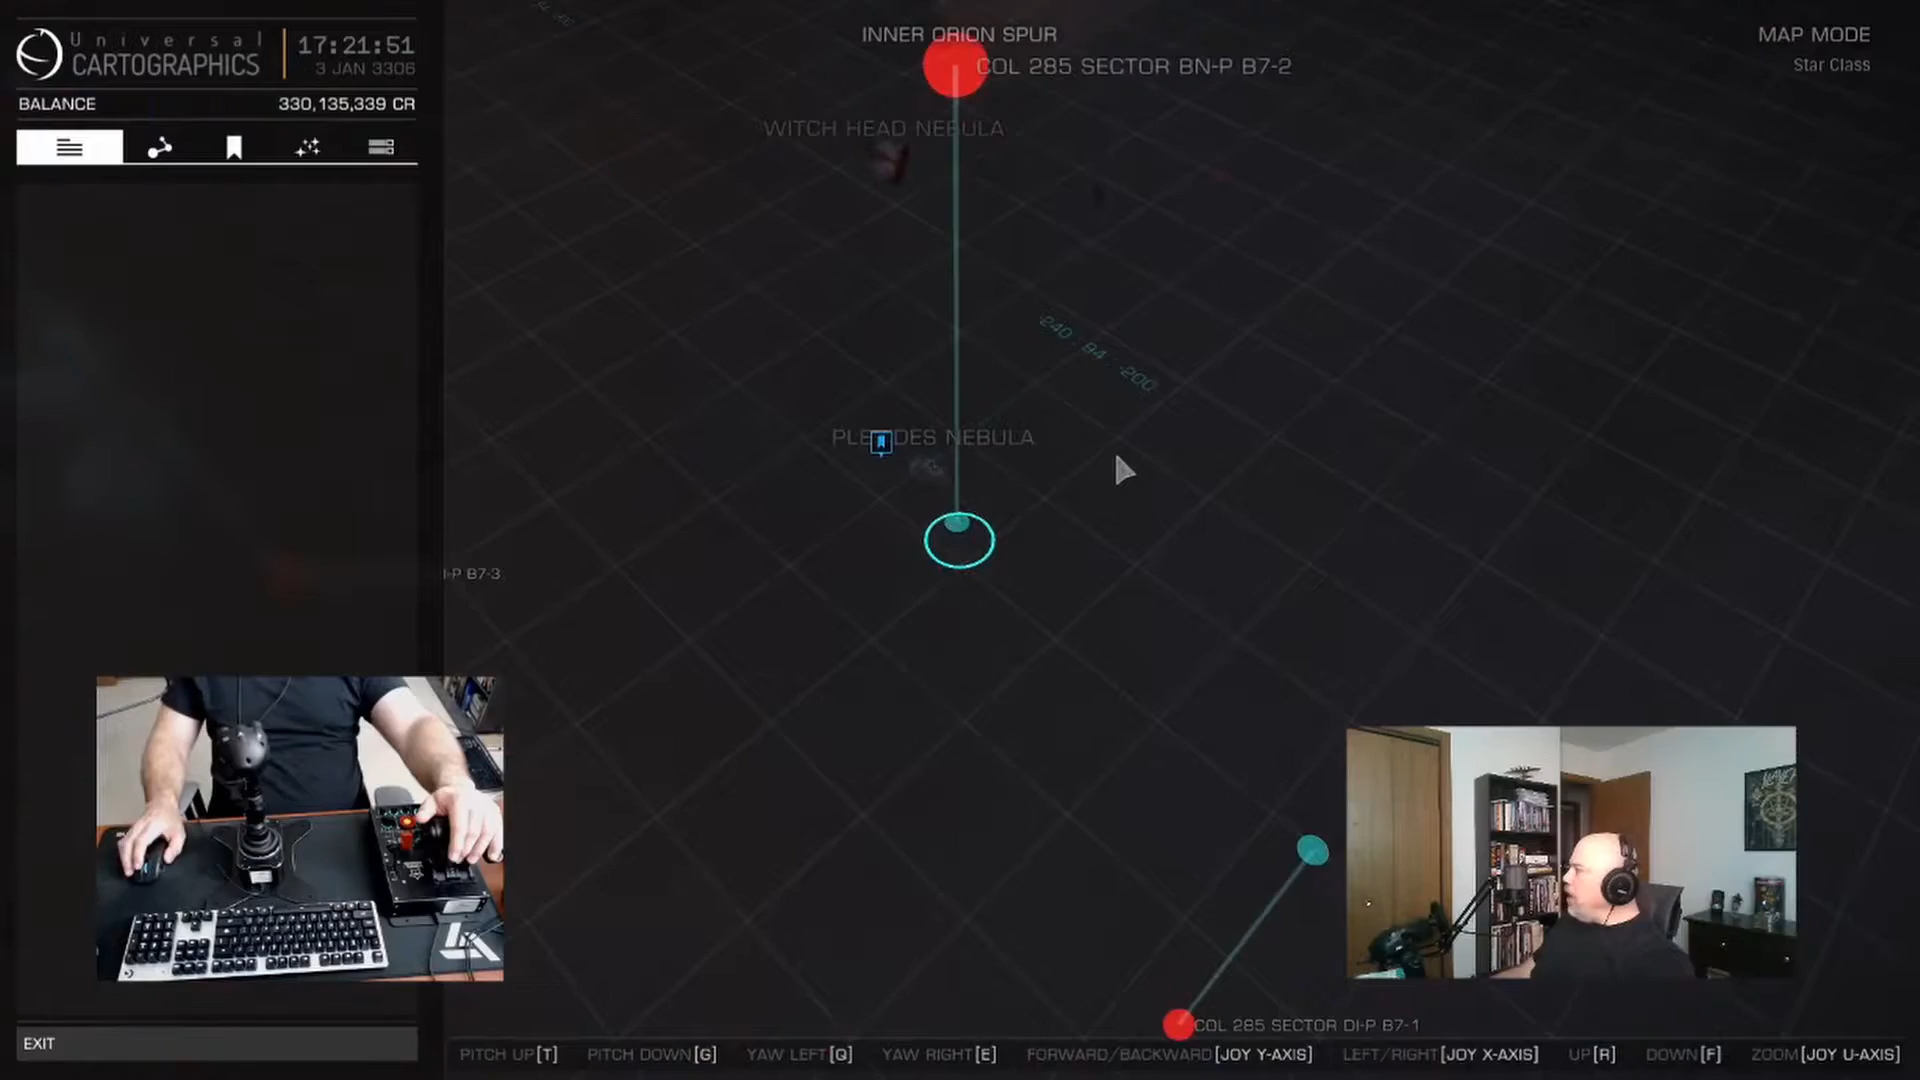 Universal
CARTOGRAPHICS
17:21:51
3 JAN 3306
BALANCE
330,135,339 CR
INNER ORION SPUR
COL 285 SECTOR BN-P B7-2
MAP MODE
Star Class
WITCH HEAD NEBULA
-240 : 84 : -200
NEBULA
I-P B7-3
COL 285 SECTOR DI-P B7-1
EXIT
PITCH UP[T]
PITCH DOWN[G]
YAW LEFT[Q]
YAW RIGHT[E]
FORWARD/BACKWARD[JOY Y-AXIS]
LEFT/RIGHT[JOY X-AXIS]
UP[R]
DOWN[F]
ZOOM[JOY U-AXIS]